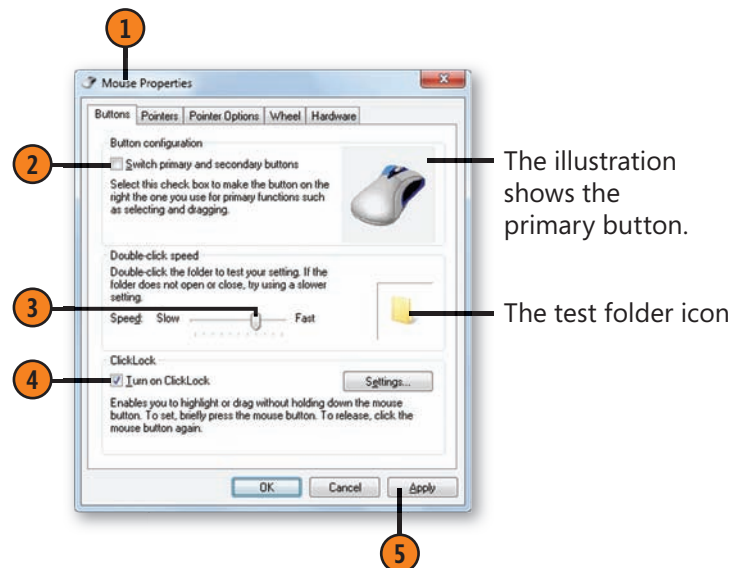 1
Mouse Properties
Buttons Pointers Pointer Options Wheel Hardware
Button configuration
2
Switch primary and secondary buttons
Select this check box to make the button on the
right the one you use for primary functions such
as selecting and dragging.
The illustration
shows the
primary button.
Double-click speed
Double-click the folder to test your setting. If the
folder does not open or close, try using a slower
setting.
3
Speed: Slow Fast
The test folder icon
ClickLock
4
Turn on ClickLock
Settings...
Enables you to highlight or drag without holding down the mouse
button. To set, briefly press the mouse button. To release, click the
mouse button again.
OK Cancel Apply
5